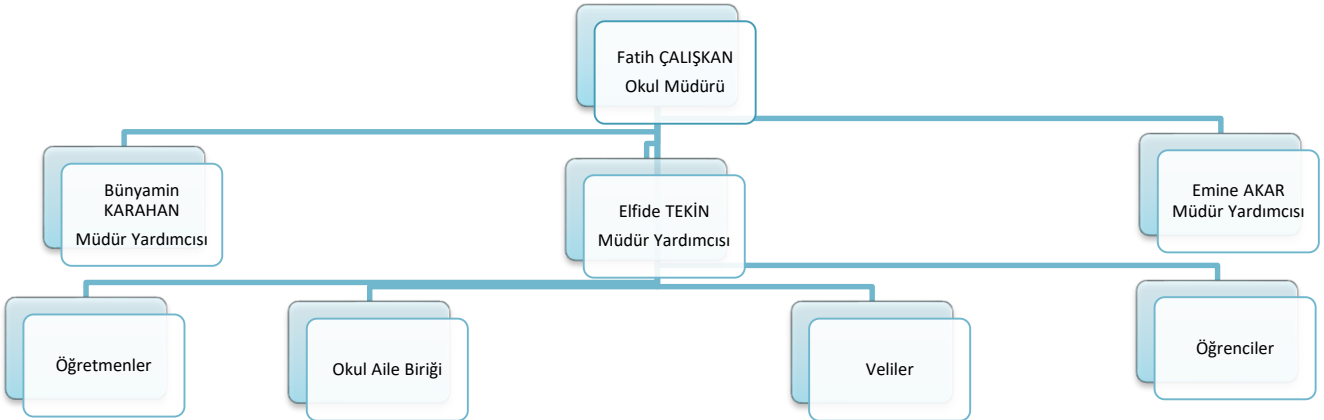 Fatih ÇALIŞKAN
Okul Müdürü
Bünyamin
KARAHAN
Müdür Yardımcısı
Elfide TEKİN
Müdür Yardımcısı
Emine AKAR
Müdür Yardımcısı
Öğretmenler
Okul Aile Biriği
Veliler
Öğrenciler